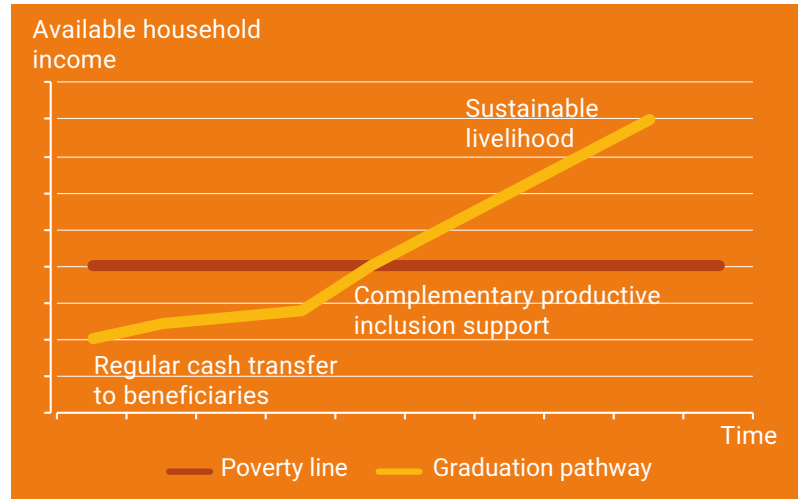 Available household
income
Sustainable
livelihood
Complementary productive
inclusion support
Regular cash transfer
to beneficiaries
Time
Poverty line
Graduation pathway